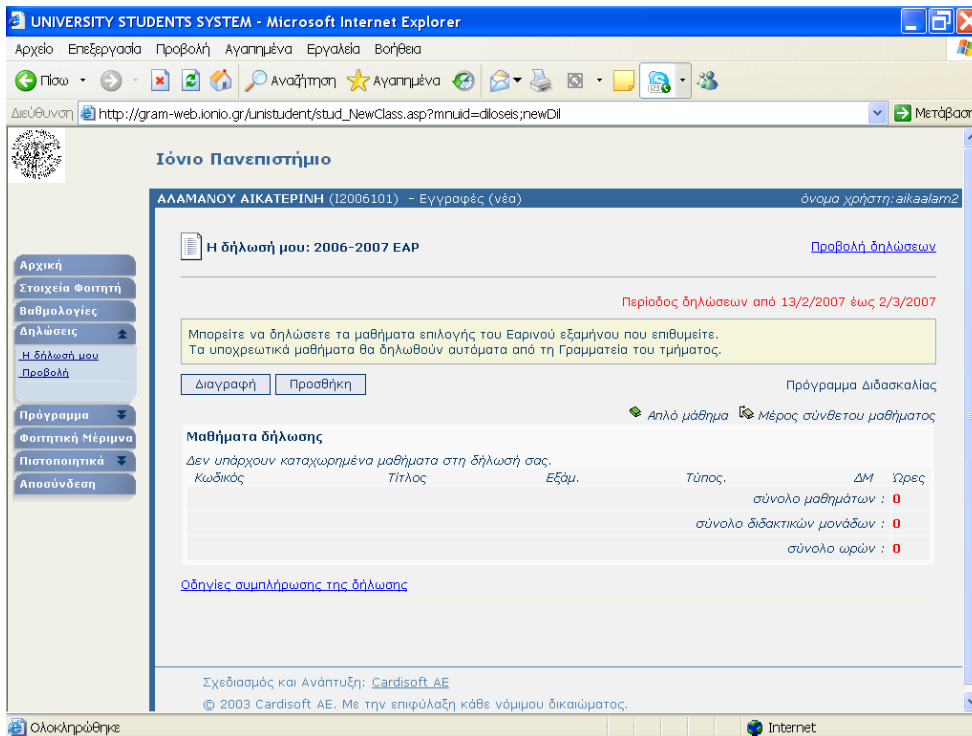 UNIVERSITY STUDENTS SYSTEM - Microsoft Internet Explorer
Αρχείο Επεξεργασία Προβολή Αγαπημένα Εργαλεία Βοήθεια
Πίσω Αναζήτηση Αγαπημένα
Διεύθυνση http://gram-web.ionio.gr/unistudent/stud_NewClass.asp?mnuid=diloseis;newDil Μετάβαση
Ιόνιο Πανεπιστήμιο
ΑΛΑΜΑΝΟΥ ΑΙΚΑΤΕΡΙΝΗ (Ι2006101) - Εγγραφές (νέα) όνομα χρήστη: aikaalam2
Αρχική
Στοιχεία Φοιτητή
Βαθμολογίες
Δηλώσεις
Η δήλωσή μου
Προβολή
Πρόγραμμα
Φοιτητική Μέριμνα
Πιστοποιητικά
Αποσύνδεση
Η δήλωσή μου: 2006-2007 ΕΑΡ Προβολή δηλώσεων
Περίοδος δηλώσεων από 13/2/2007 έως 2/3/2007
Μπορείτε να δηλώσετε τα μαθήματα επιλογής του Εαρινού εξαμήνου που επιθυμείτε.
Τα υποχρεωτικά μαθήματα θα δηλωθούν αυτόματα από τη Γραμματεία του τμήματος.
Διαγραφή Προσθήκη Πρόγραμμα Διδασκαλίας
Απλό μάθημα Μέρος σύνθετου μαθήματος
Μαθήματα δήλωσης
Δεν υπάρχουν καταχωρημένα μαθήματα στη δήλωσή σας.
Κωδικός Τίτλος Εξάμ. Τύπος. ΔΜ Ώρες
σύνολο μαθημάτων : 0
σύνολο διδακτικών μονάδων : 0
σύνολο ωρών : 0
Οδηγίες συμπλήρωσης της δήλωσης
Σχεδιασμός και Ανάπτυξη: Cardisoft AE
© 2003 Cardisoft AE. Με την επιφύλαξη κάθε νόμιμου δικαιώματος.
Ολοκληρώθηκε Internet